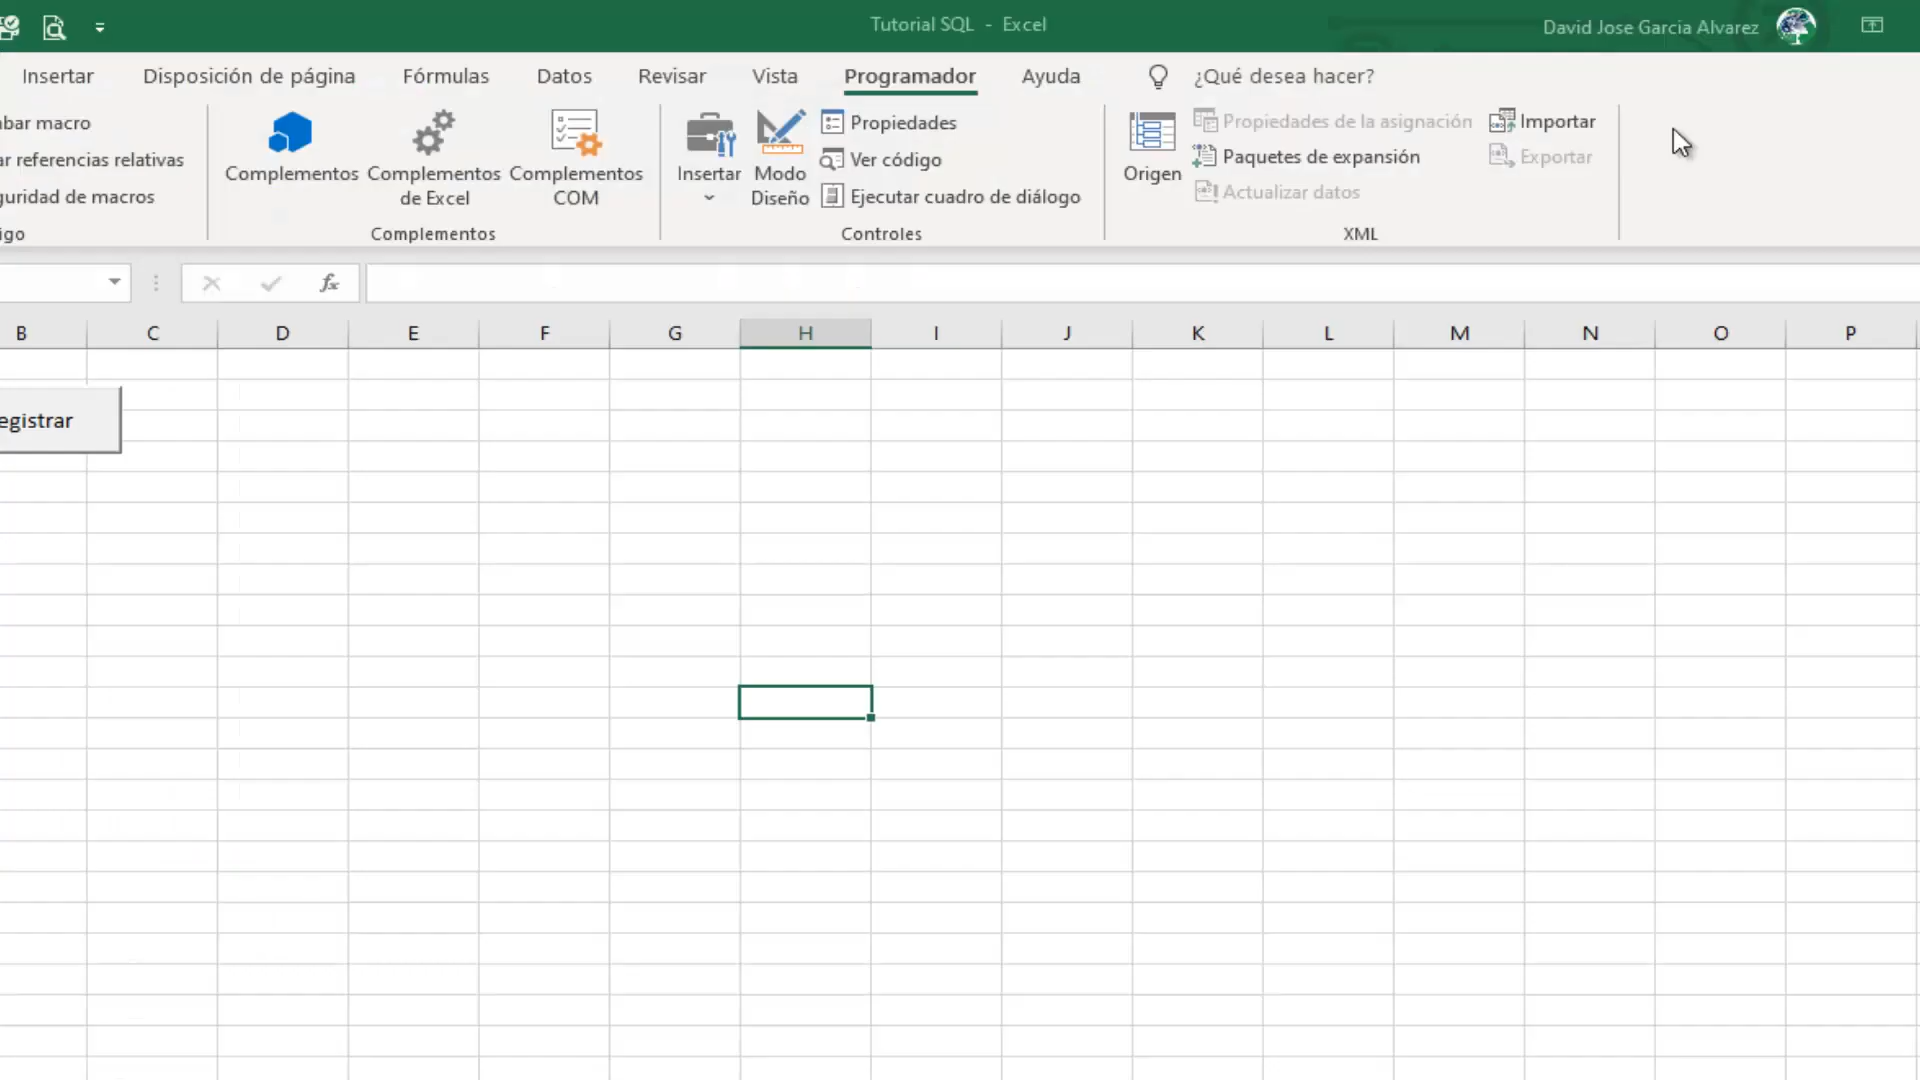 Tutorial SQL - Excel
David Jose Garcia Alvarez
Insertar Disposición de página Fórmulas Datos Revisar Vista Programador Ayuda ¿Qué desea hacer?
abar macro
ar referencias relativas
guridad de macros
igo
Complementos
Complementos de Excel
Complementos COM
Complementos
Insertar
Modo Diseño
Propiedades
Ver código
Ejecutar cuadro de diálogo
Controles
Origen
Propiedades de la asignación
Paquetes de expansión
Actualizar datos
Importar
Exportar
XML
fx
B C D E F G H I J K L M N O P
egistrar